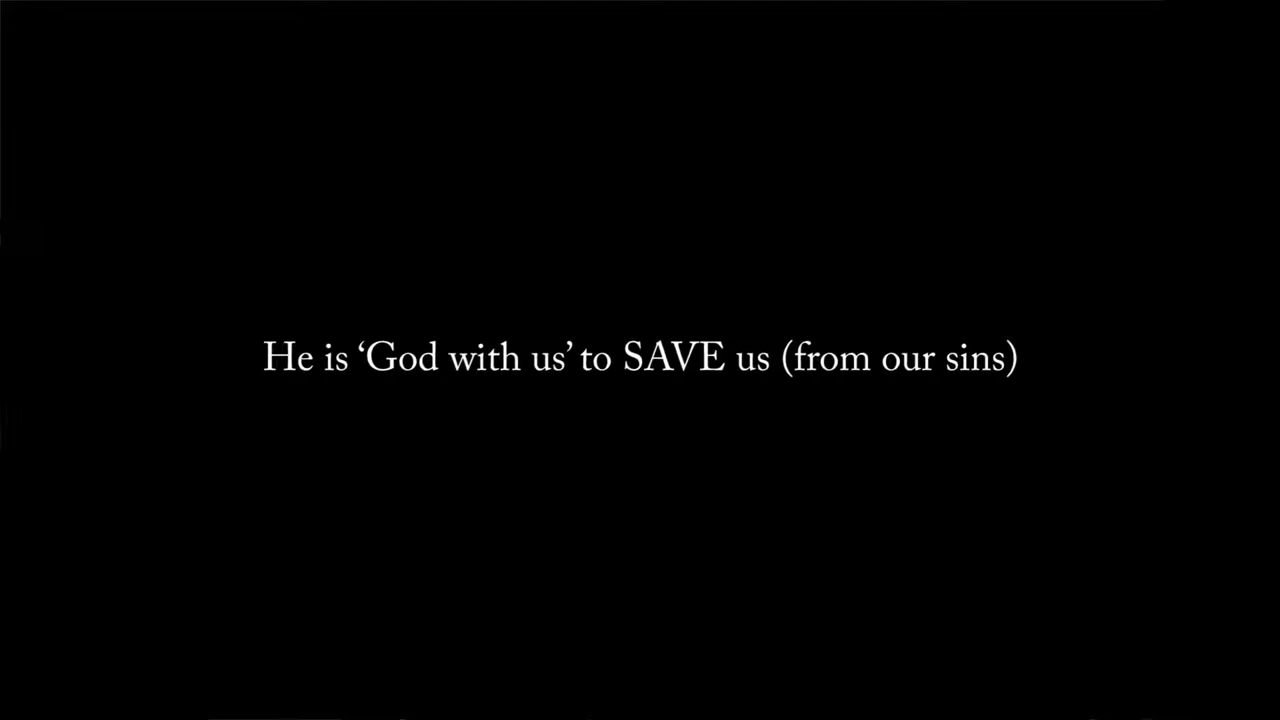 He is ‘God with us’ to SAVE us (from our sins)